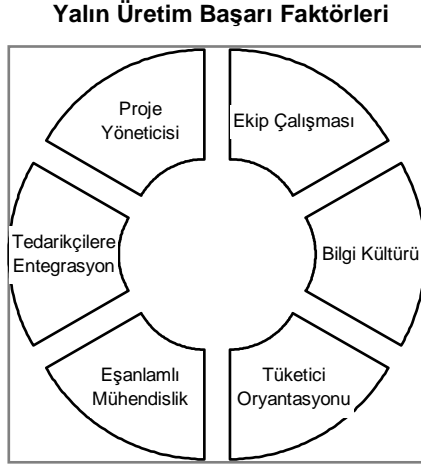 Yalın Üretim Başarı Faktörleri
Proje
Yöneticisi
Ekip Çalışması
Tedarikçilere
Entegrasyon
Bilgi Kültürü
Eşanlamlı
Mühendislik
Tüketici
Oryantasyonu